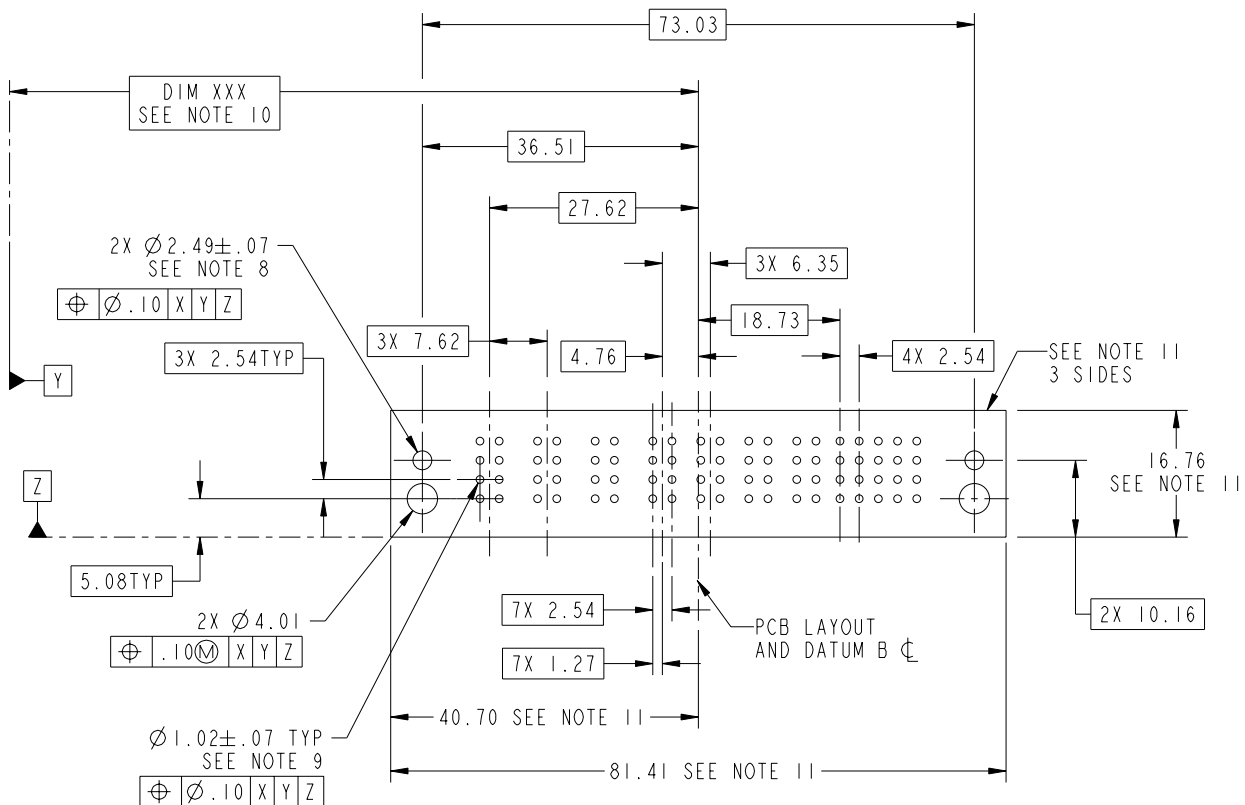 73.03
DIM XXX
SEE NOTE 10
36.51
27.62
2X Ø2.49±.07
SEE NOTE 8
⌖ Ø.10 X Y Z
3X 6.35
18.73
3X 7.62
3X 2.54TYP
4.76
4X 2.54
SEE NOTE 11
3 SIDES
Y
16.76
SEE NOTE 11
Z
5.08TYP
7X 2.54
2X 10.16
2X Ø4.01
⌖ .10Ⓜ X Y Z
PCB LAYOUT
AND DATUM B ℄
7X 1.27
40.70 SEE NOTE 11
Ø1.02±.07 TYP
SEE NOTE 9
81.41 SEE NOTE 11
⌖ Ø.10 X Y Z